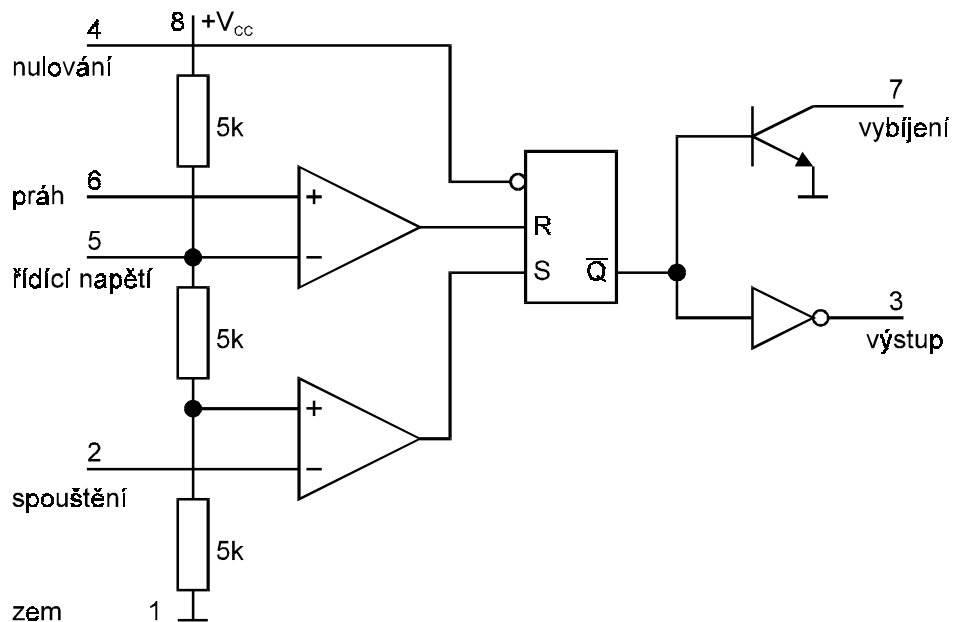 4
8 +Vcc
nulování
5k
7
vybíjení
6
práh
+
R
5
−
řídící napětí
S Q̅
3
výstup
5k
+
2
−
spouštění
5k
zem 1